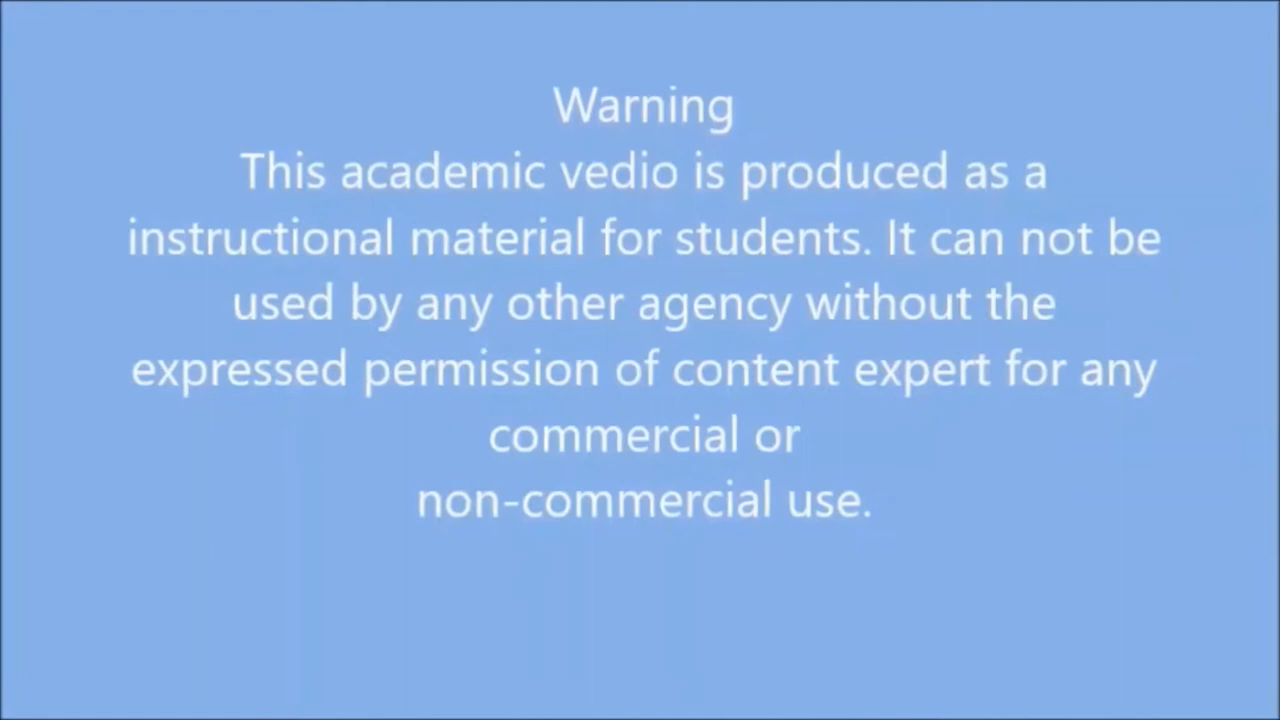 Warning
This academic vedio is produced as a
instructional material for students. It can not be
used by any other agency without the
expressed permission of content expert for any
commercial or
non-commercial use.